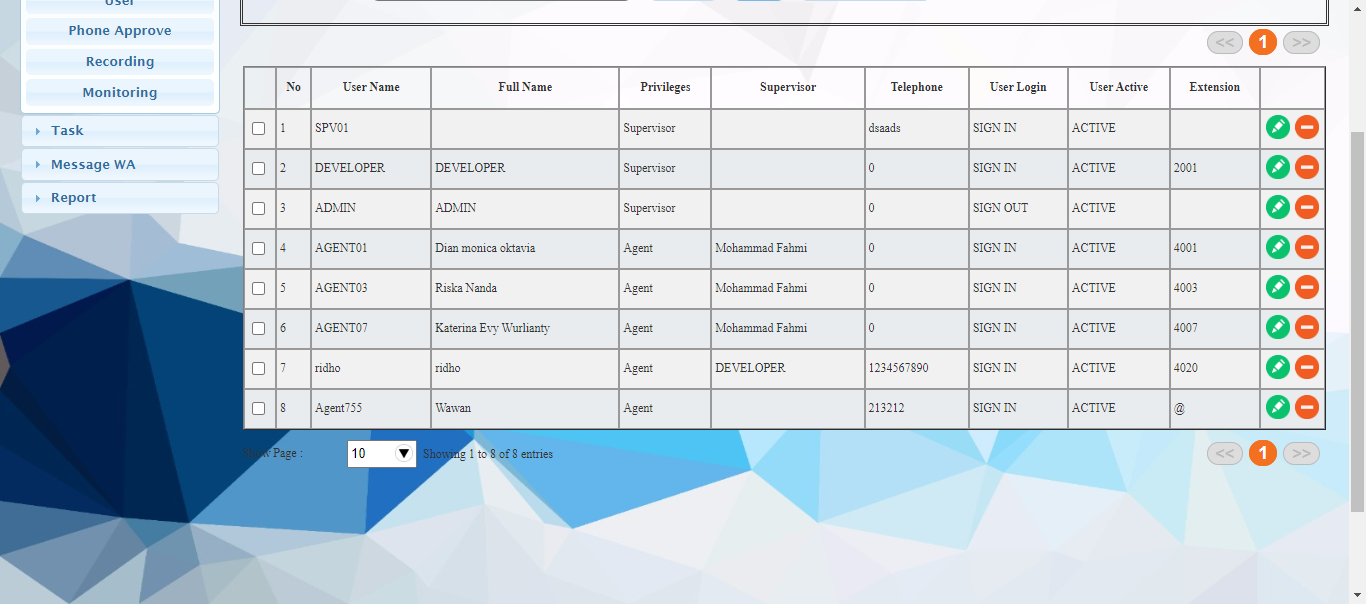 User
Phone Approve
Recording
Monitoring
Task
Message WA
Report
<< 1 >>
No User Name Full Name Privileges Supervisor Telephone User Login User Active Extension
1 SPV01 Supervisor dsaads SIGN IN ACTIVE
2 DEVELOPER DEVELOPER Supervisor 0 SIGN IN ACTIVE 2001
3 ADMIN ADMIN Supervisor 0 SIGN OUT ACTIVE
4 AGENT01 Dian monica oktavia Agent Mohammad Fahmi 0 SIGN IN ACTIVE 4001
5 AGENT03 Riska Nanda Agent Mohammad Fahmi 0 SIGN IN ACTIVE 4003
6 AGENT07 Katerina Evy Wurlianty Agent Mohammad Fahmi 0 SIGN IN ACTIVE 4007
7 ridho ridho Agent DEVELOPER 1234567890 SIGN IN ACTIVE 4020
8 Agent755 Wawan Agent 213212 SIGN IN ACTIVE @
Show Page : 10 Showing 1 to 8 of 8 entries << 1 >>